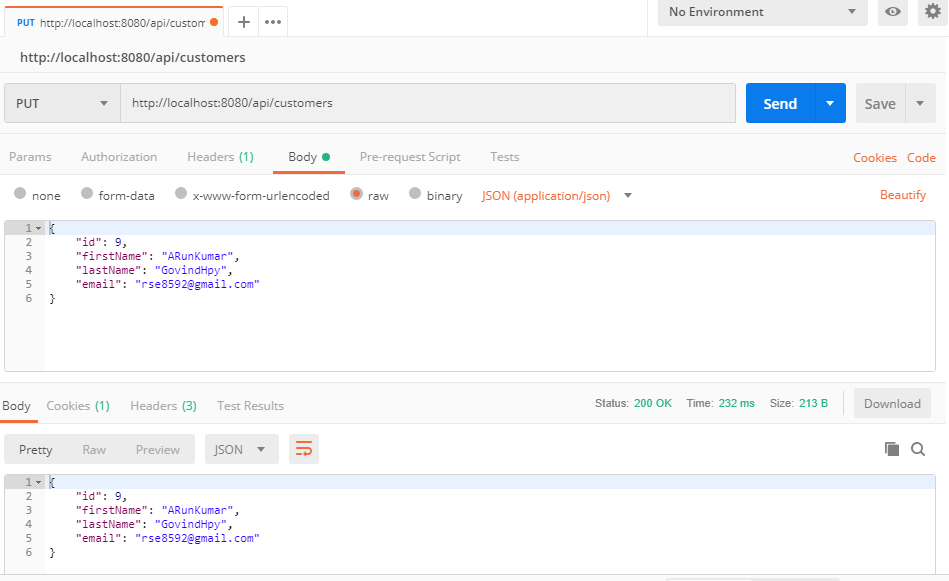 PUT http://localhost:8080/api/custom
No Environment
http://localhost:8080/api/customers
PUT http://localhost:8080/api/customers Send Save
Params Authorization Headers (1) Body Pre-request Script Tests Cookies Code
none form-data x-www-form-urlencoded raw binary JSON (application/json) Beautify
1 {
2 "id": 9,
3 "firstName": "ARunKumar",
4 "lastName": "GovindHpy",
5 "email": "rse8592@gmail.com"
6 }
Body Cookies (1) Headers (3) Test Results Status: 200 OK Time: 232 ms Size: 213 B Download
Pretty Raw Preview JSON
1 {
2 "id": 9,
3 "firstName": "ARunKumar",
4 "lastName": "GovindHpy",
5 "email": "rse8592@gmail.com"
6 }